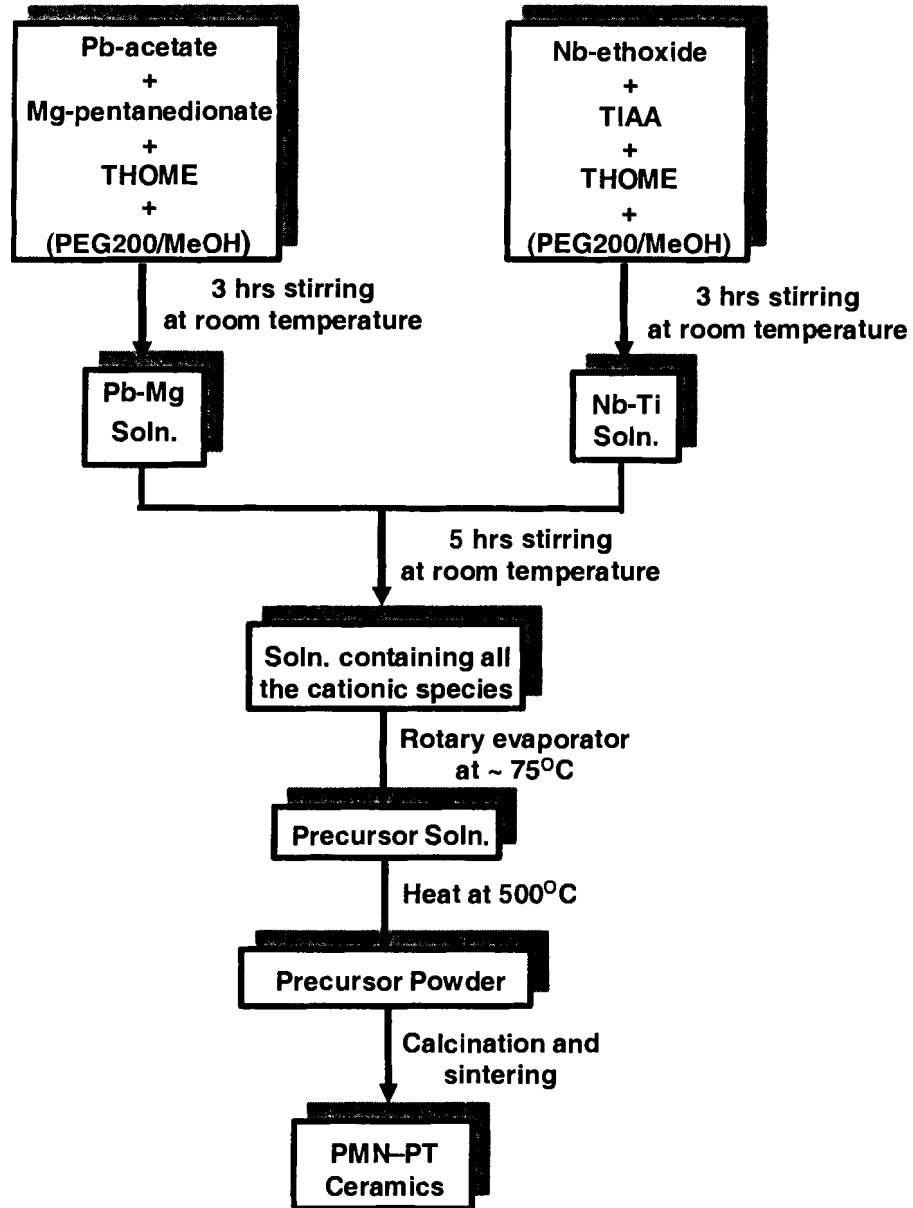 Pb-acetate
+
Mg-pentanedionate
+
THOME
+
(PEG200/MeOH)
Nb-ethoxide
+
TIAA
+
THOME
+
(PEG200/MeOH)
3 hrs stirring
at room temperature
3 hrs stirring
at room temperature
Pb-Mg
Soln.
Nb-Ti
Soln.
5 hrs stirring
at room temperature
Soln. containing all
the cationic species
Rotary evaporator
at ~ 75°C
Precursor Soln.
Heat at 500°C
Precursor Powder
Calcination and
sintering
PMN–PT
Ceramics